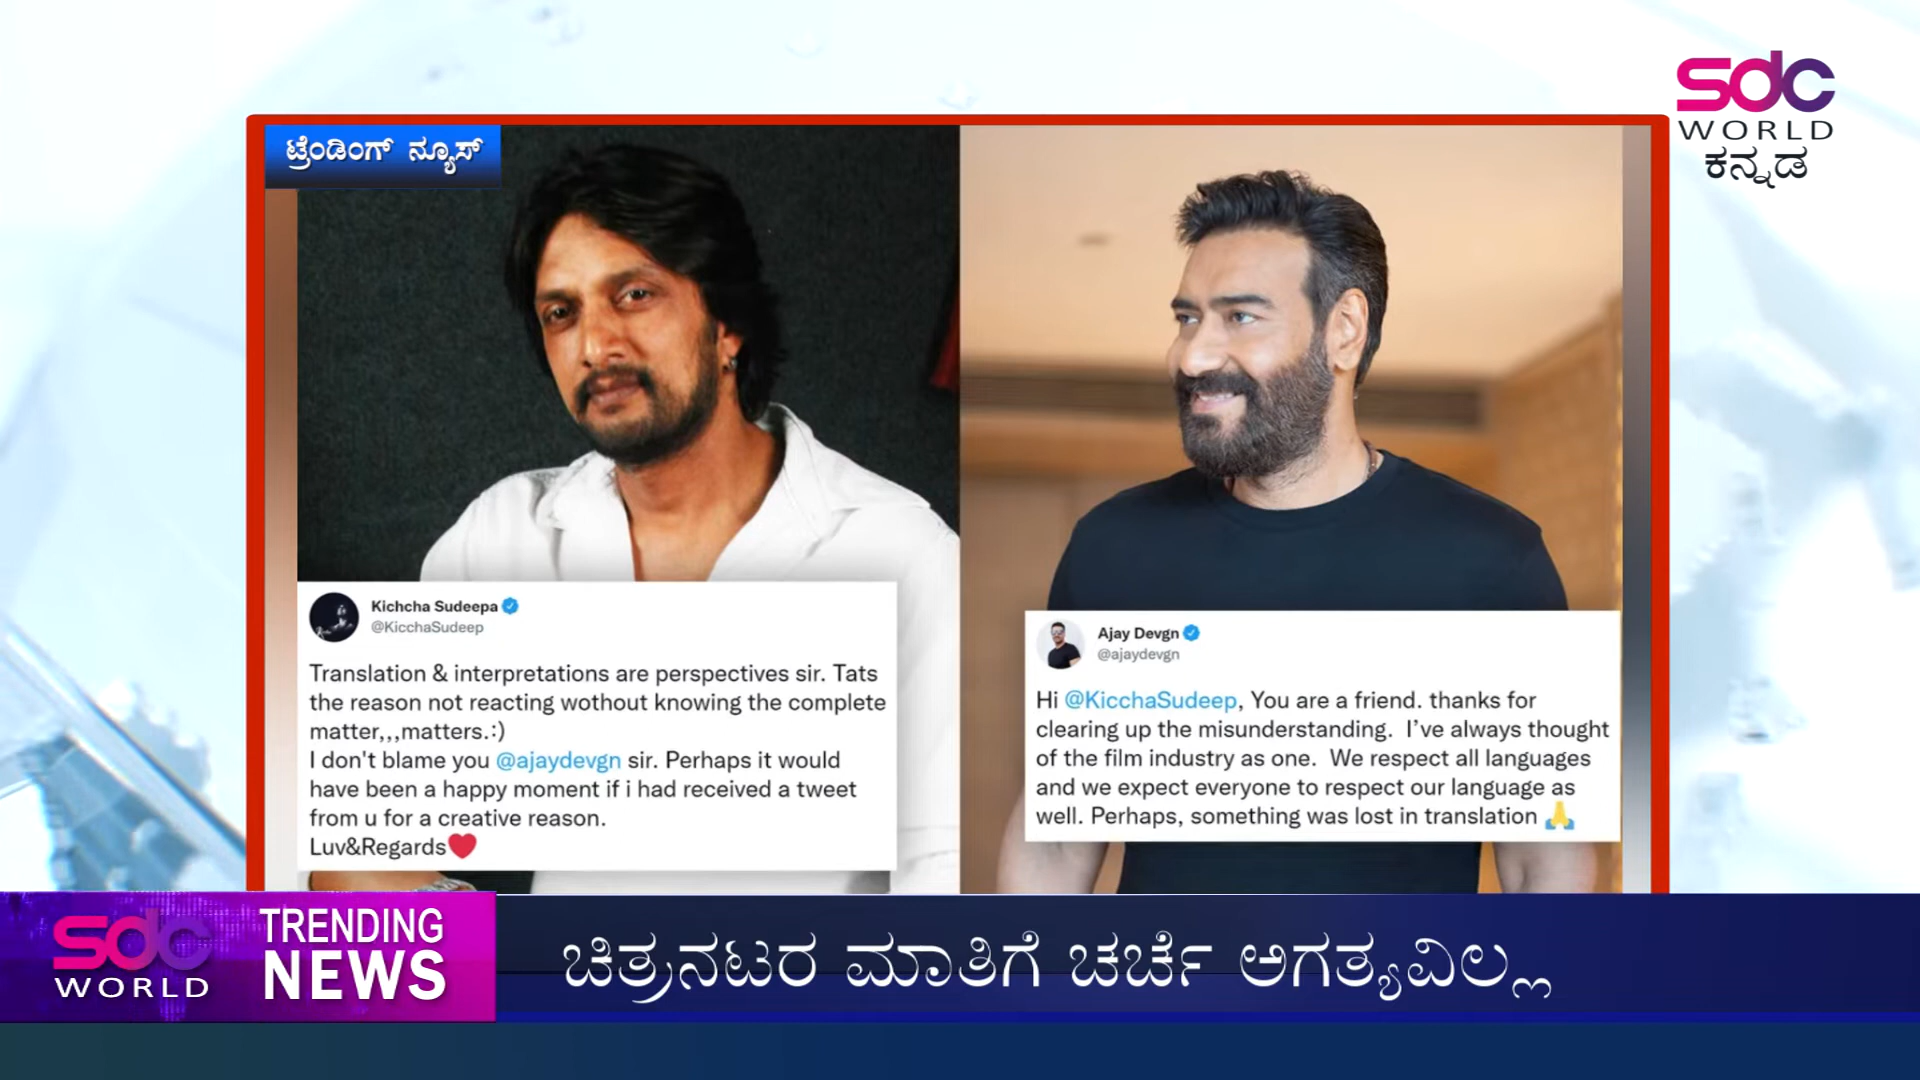 sdc
WORLD
ಕನ್ನಡ
ಟ್ರೆಂಡಿಂಗ್ ನ್ಯೂಸ್
Kichcha Sudeepa
@KicchaSudeep
Translation & interpretations are perspectives sir. Tats
the reason not reacting wothout knowing the complete
matter,,,matters.:)
I don't blame you @ajaydevgn sir. Perhaps it would
have been a happy moment if i had received a tweet
from u for a creative reason.
Luv&Regards❤️
Ajay Devgn
@ajaydevgn
Hi @KicchaSudeep, You are a friend. thanks for
clearing up the misunderstanding. I’ve always thought
of the film industry as one. We respect all languages
and we expect everyone to respect our language as
well. Perhaps, something was lost in translation 🙏
sdc
WORLD
TRENDING
NEWS
ಚಿತ್ರನಟರ ಮಾತಿಗೆ ಚರ್ಚೆ ಅಗತ್ಯವಿಲ್ಲ